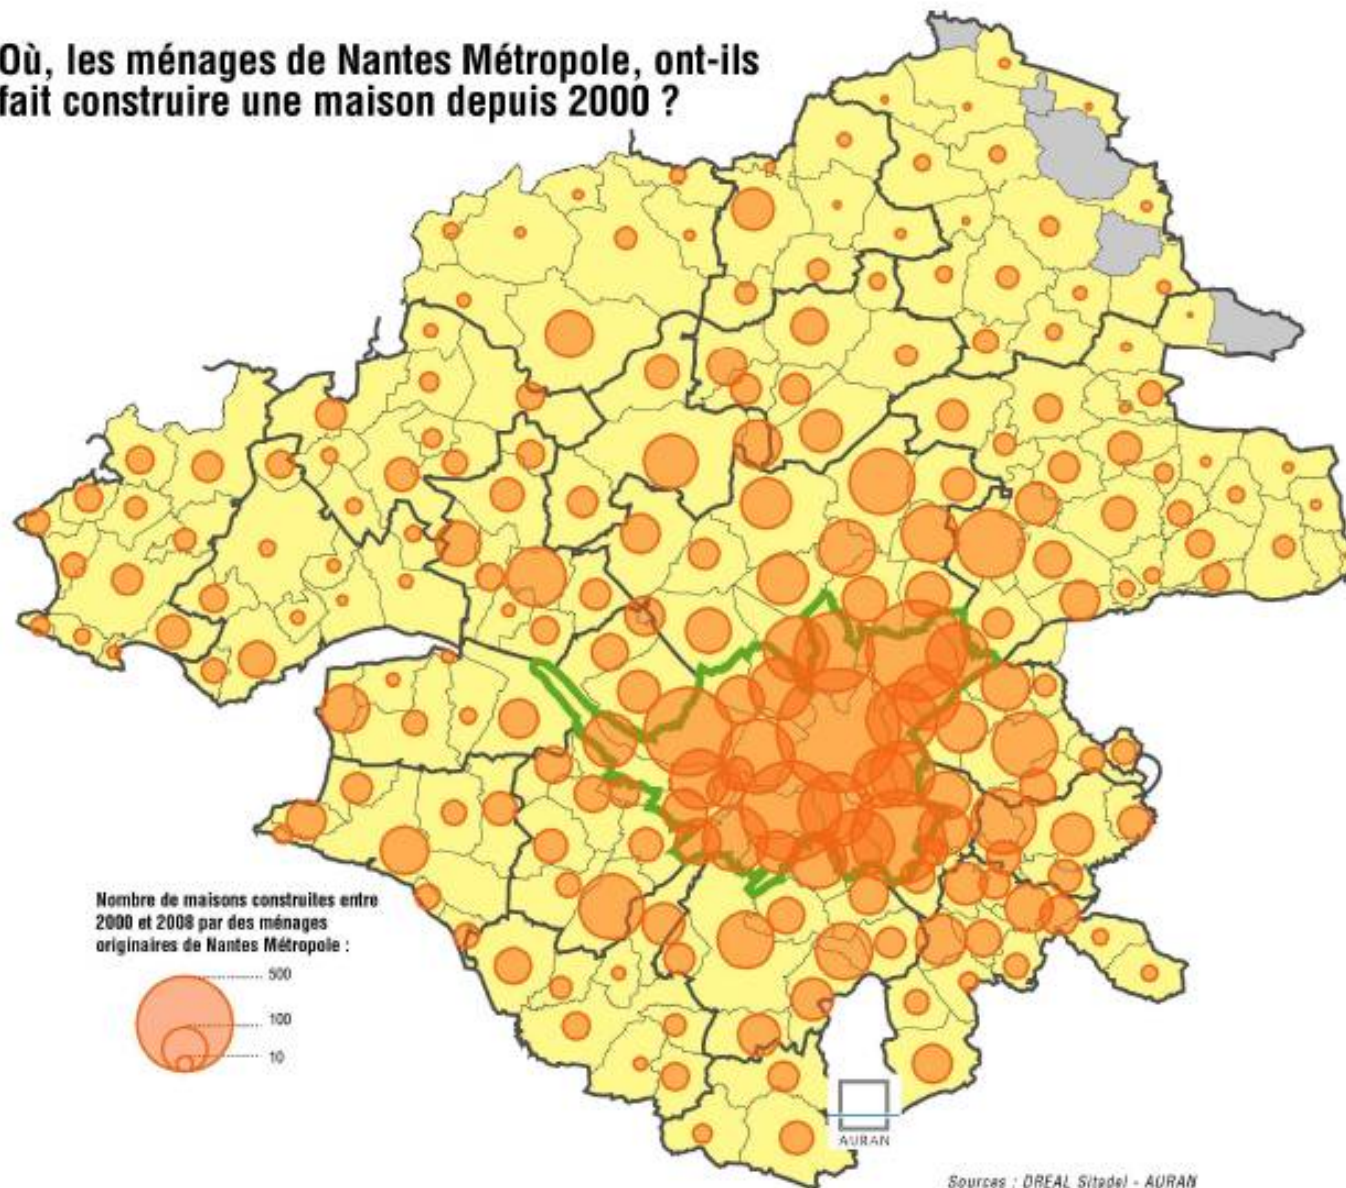 Où, les ménages de Nantes Métropole, ont-ils
fait construire une maison depuis 2000 ?
Nombre de maisons construites entre
2000 et 2008 par des ménages
originaires de Nantes Métropole :
500
100
10
AURAN
Sources : DREAL Sitadel - AURAN